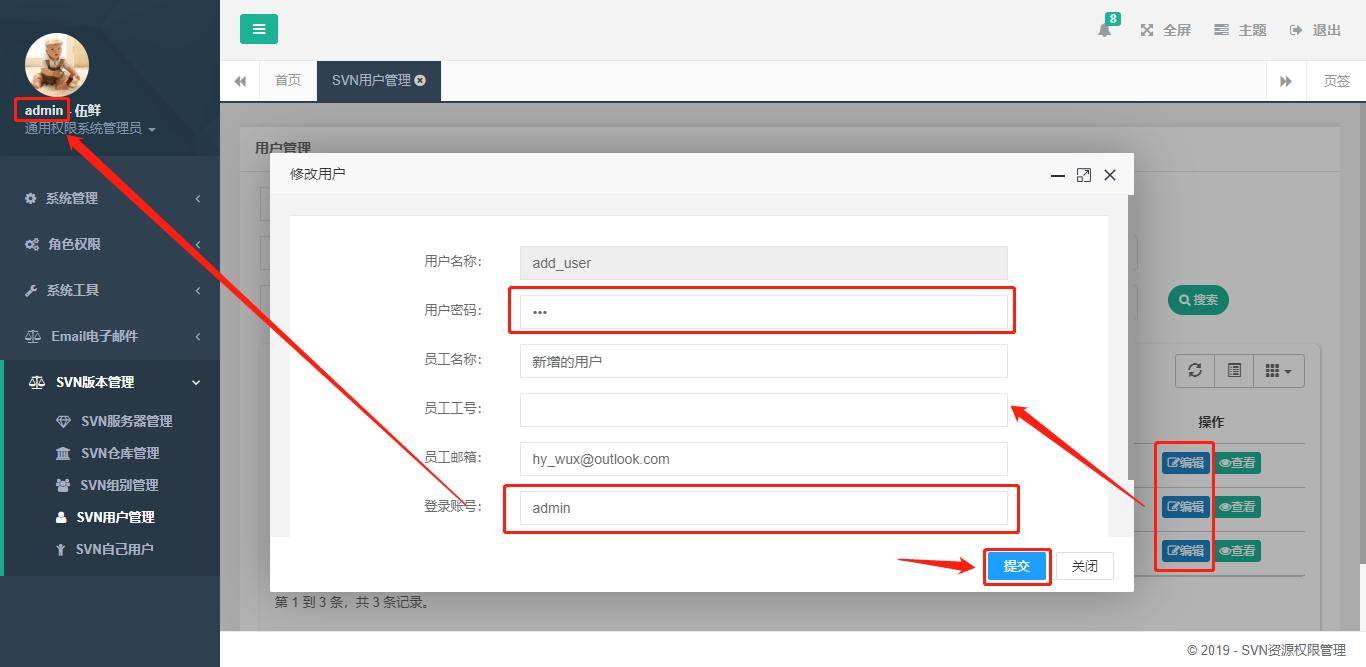 8
全屏
主题
退出
首页
SVN用户管理
页签
admin 伍鲜
通用权限系统管理员
系统管理
角色权限
系统工具
Email电子邮件
SVN版本管理
SVN服务器管理
SVN仓库管理
SVN组别管理
SVN用户管理
SVN自己用户
用户管理
修改用户
用户名称:
add_user
用户密码:
•••
员工名称:
新增的用户
员工工号:
员工邮箱:
hy_wux@outlook.com
登录账号:
admin
提交
关闭
搜索
操作
编辑 查看
编辑 查看
编辑 查看
第 1 到 3 条，共 3 条记录。
© 2019 - SVN资源权限管理